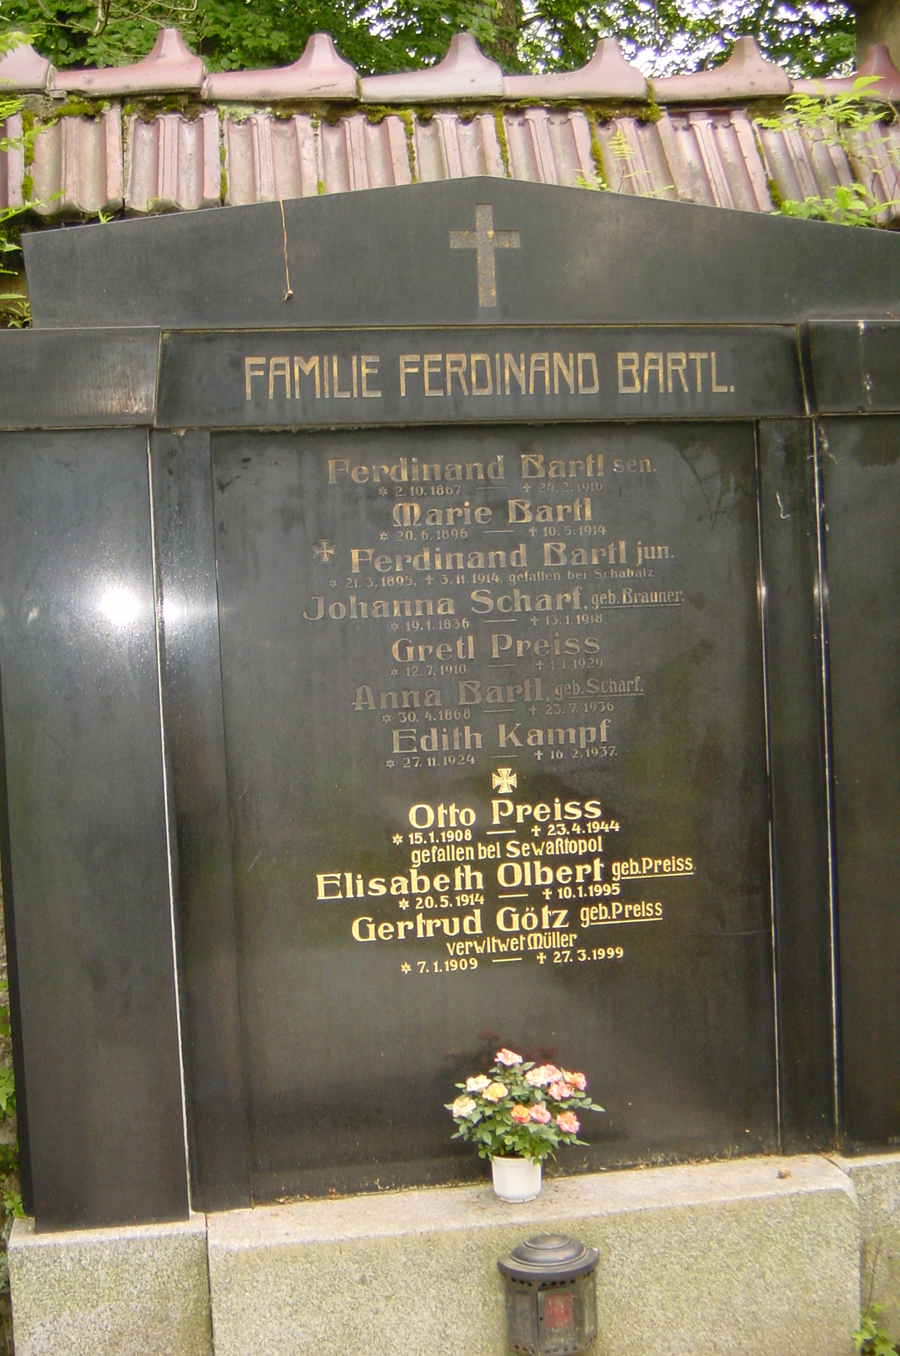 FAMILIE FERDINAND BARTL.
Ferdinand Bartl sen.
* 2.10.1867 — ✝ 24.2.1910
Marie Bartl
* 20.6.1896 — ✝ 10.5.1914
✠ Ferdinand Bartl jun.
* 21.3.1895, ✝ 3.11.1914. gefallen bei Schabatz
Johanna Scharf, geb. Brauner.
* 19.1.1836 — ✝ 13.1.1918
Gretl Preiss
* 12.7.1910 — ✝ 1.1.1929
Anna Bartl, geb. Scharf.
* 30.4.1868 — ✝ 23.7.1936
Edith Kampf
* 27.11.1924 — ✝ 16.2.1937.
✠
Otto Preiss
* 15.1.1908 — ✝ 23.4.1944
gefallen bei Sewaſtopol
Elisabeth Olbert geb. Preiss
* 20.5.1914 — ✝ 10.9.1995
Gertrud Götz geb. Preiss
verwitwet Müller
* 7.1.1909 — ✝ 27.3.1999